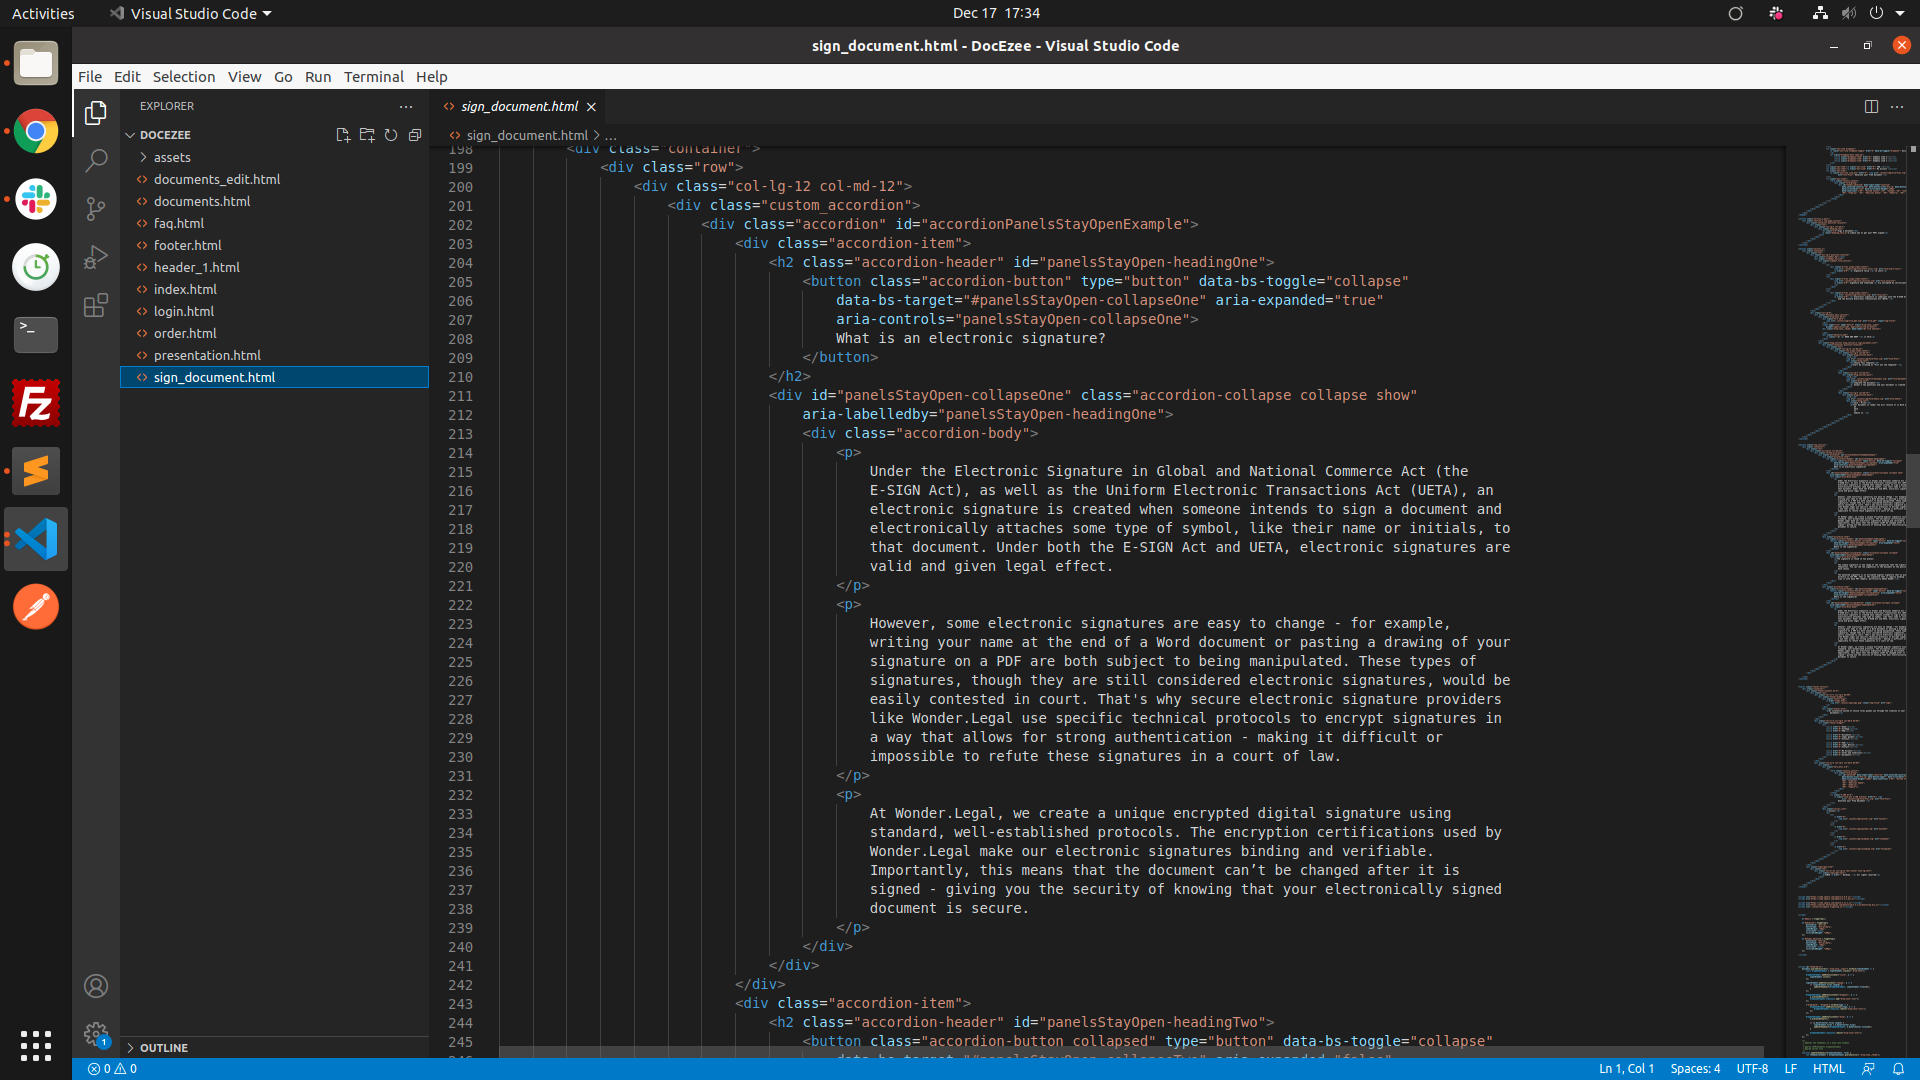 Activities Visual Studio Code Dec 17 17:34
sign_document.html - DocEzee - Visual Studio Code
File Edit Selection View Go Run Terminal Help
EXPLORER
DOCEZEE
assets
documents_edit.html
documents.html
faq.html
footer.html
header_1.html
index.html
login.html
order.html
presentation.html
sign_document.html
OUTLINE
sign_document.html
sign_document.html > ...
198 <div class="container">
199 <div class="row">
200 <div class="col-lg-12 col-md-12">
201 <div class="custom_accordion">
202 <div class="accordion" id="accordionPanelsStayOpenExample">
203 <div class="accordion-item">
204 <h2 class="accordion-header" id="panelsStayOpen-headingOne">
205 <button class="accordion-button" type="button" data-bs-toggle="collapse"
206 data-bs-target="#panelsStayOpen-collapseOne" aria-expanded="true"
207 aria-controls="panelsStayOpen-collapseOne">
208 What is an electronic signature?
209 </button>
210 </h2>
211 <div id="panelsStayOpen-collapseOne" class="accordion-collapse collapse show"
212 aria-labelledby="panelsStayOpen-headingOne">
213 <div class="accordion-body">
214 <p>
215 Under the Electronic Signature in Global and National Commerce Act (the
216 E-SIGN Act), as well as the Uniform Electronic Transactions Act (UETA), an
217 electronic signature is created when someone intends to sign a document and
218 electronically attaches some type of symbol, like their name or initials, to
219 that document. Under both the E-SIGN Act and UETA, electronic signatures are
220 valid and given legal effect.
221 </p>
222 <p>
223 However, some electronic signatures are easy to change - for example,
224 writing your name at the end of a Word document or pasting a drawing of your
225 signature on a PDF are both subject to being manipulated. These types of
226 signatures, though they are still considered electronic signatures, would be
227 easily contested in court. That's why secure electronic signature providers
228 like Wonder.Legal use specific technical protocols to encrypt signatures in
229 a way that allows for strong authentication - making it difficult or
230 impossible to refute these signatures in a court of law.
231 </p>
232 <p>
233 At Wonder.Legal, we create a unique encrypted digital signature using
234 standard, well-established protocols. The encryption certifications used by
235 Wonder.Legal make our electronic signatures binding and verifiable.
236 Importantly, this means that the document can’t be changed after it is
237 signed - giving you the security of knowing that your electronically signed
238 document is secure.
239 </p>
240 </div>
241 </div>
242 </div>
243 <div class="accordion-item">
244 <h2 class="accordion-header" id="panelsStayOpen-headingTwo">
245 <button class="accordion-button collapsed" type="button" data-bs-toggle="collapse"
246 data-bs-target="#panelsStayOpen-collapseTwo" aria-expanded="false"
1
0 0 Ln 1, Col 1 Spaces: 4 UTF-8 LF HTML